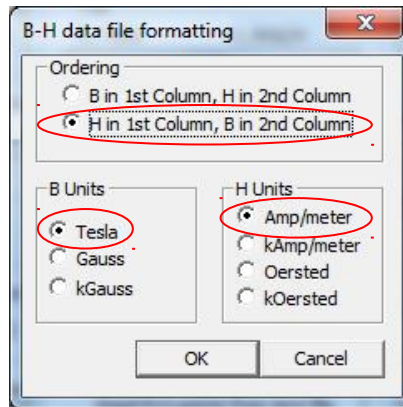 B-H data file formatting
Ordering
B in 1st Column, H in 2nd Column
H in 1st Column, B in 2nd Column
B Units
Tesla
Gauss
kGauss
H Units
Amp/meter
kAmp/meter
Oersted
kOersted
OK
Cancel